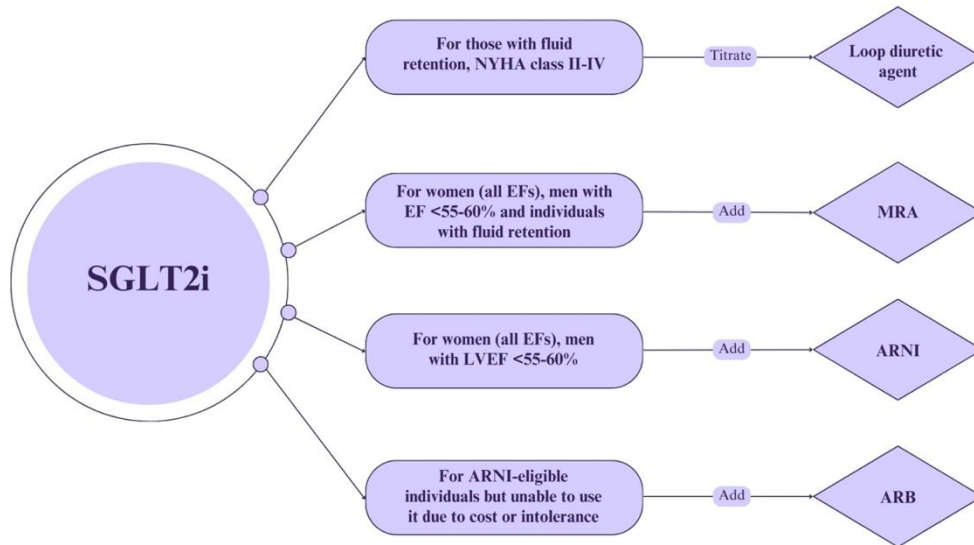 SGLT2i
For those with fluid
retention, NYHA class II-IV
Titrate
Loop diuretic
agent
For women (all EFs), men with
EF <55-60% and individuals
with fluid retention
Add
MRA
For women (all EFs), men
with LVEF <55-60%
Add
ARNI
For ARNI-eligible
individuals but unable to use
it due to cost or intolerance
Add
ARB